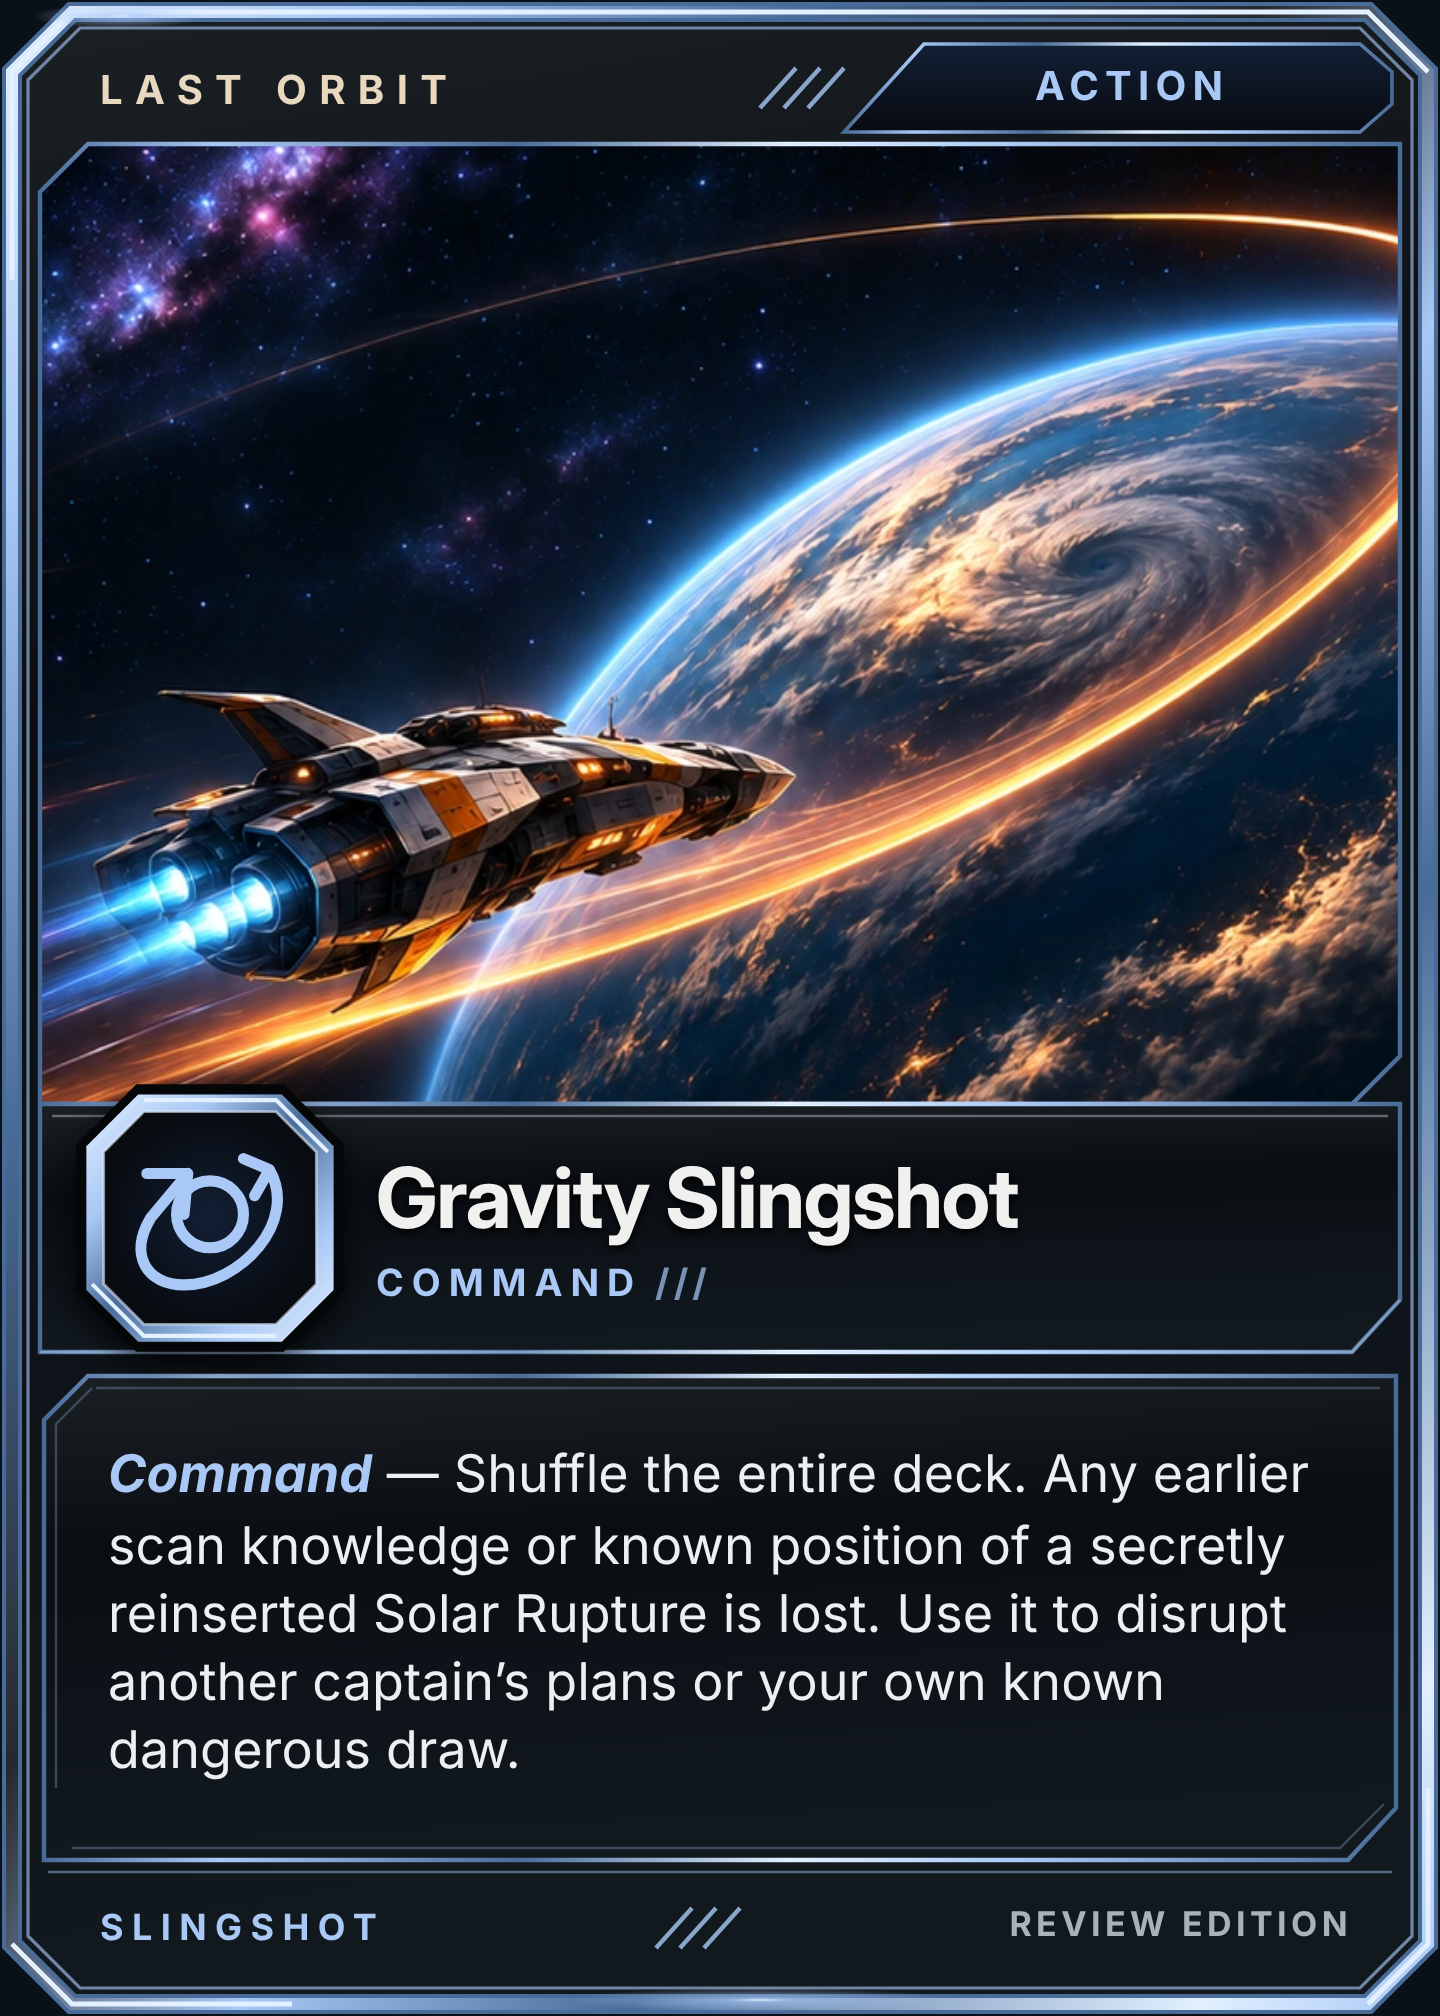 LAST ORBIT
ACTION
Gravity Slingshot
COMMAND ///
Command — Shuffle the entire deck. Any earlier
scan knowledge or known position of a secretly
reinserted Solar Rupture is lost. Use it to disrupt
another captain’s plans or your own known
dangerous draw.
SLINGSHOT
REVIEW EDITION